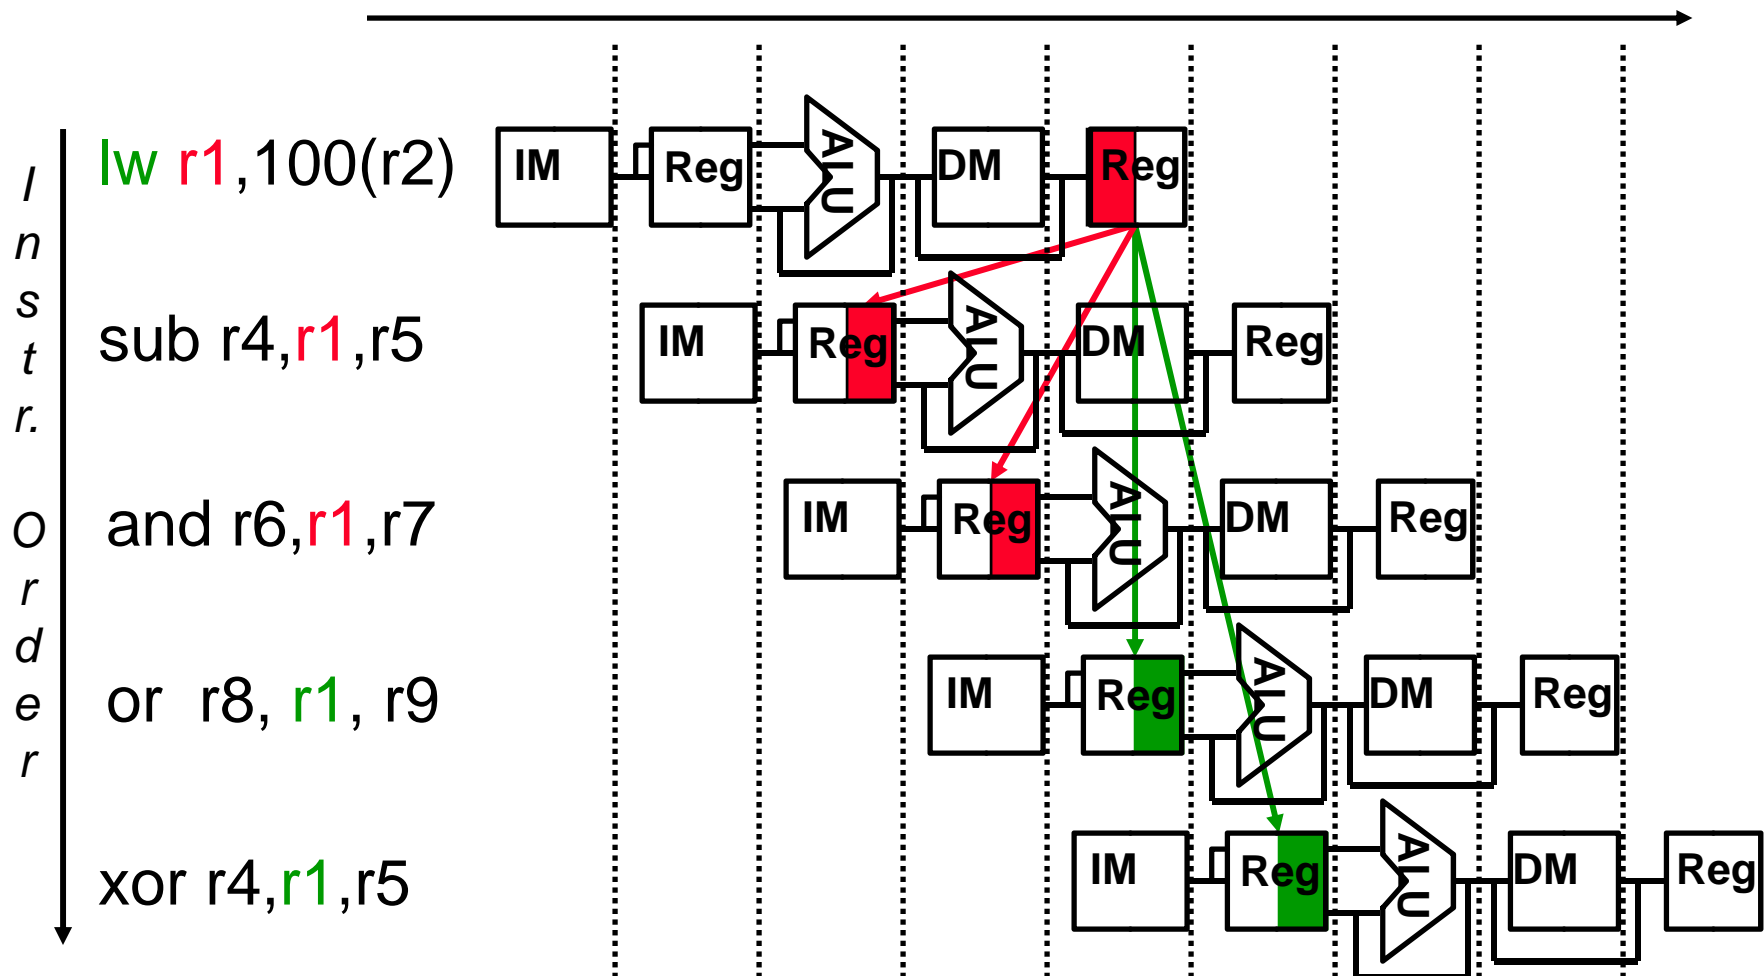 Instr. Order
lw r1,100(r2)
IM Reg ALU DM Reg
sub r4,r1,r5
IM Reg ALU DM Reg
and r6,r1,r7
IM Reg ALU DM Reg
or r8, r1, r9
IM Reg ALU DM Reg
xor r4,r1,r5
IM Reg ALU DM Reg